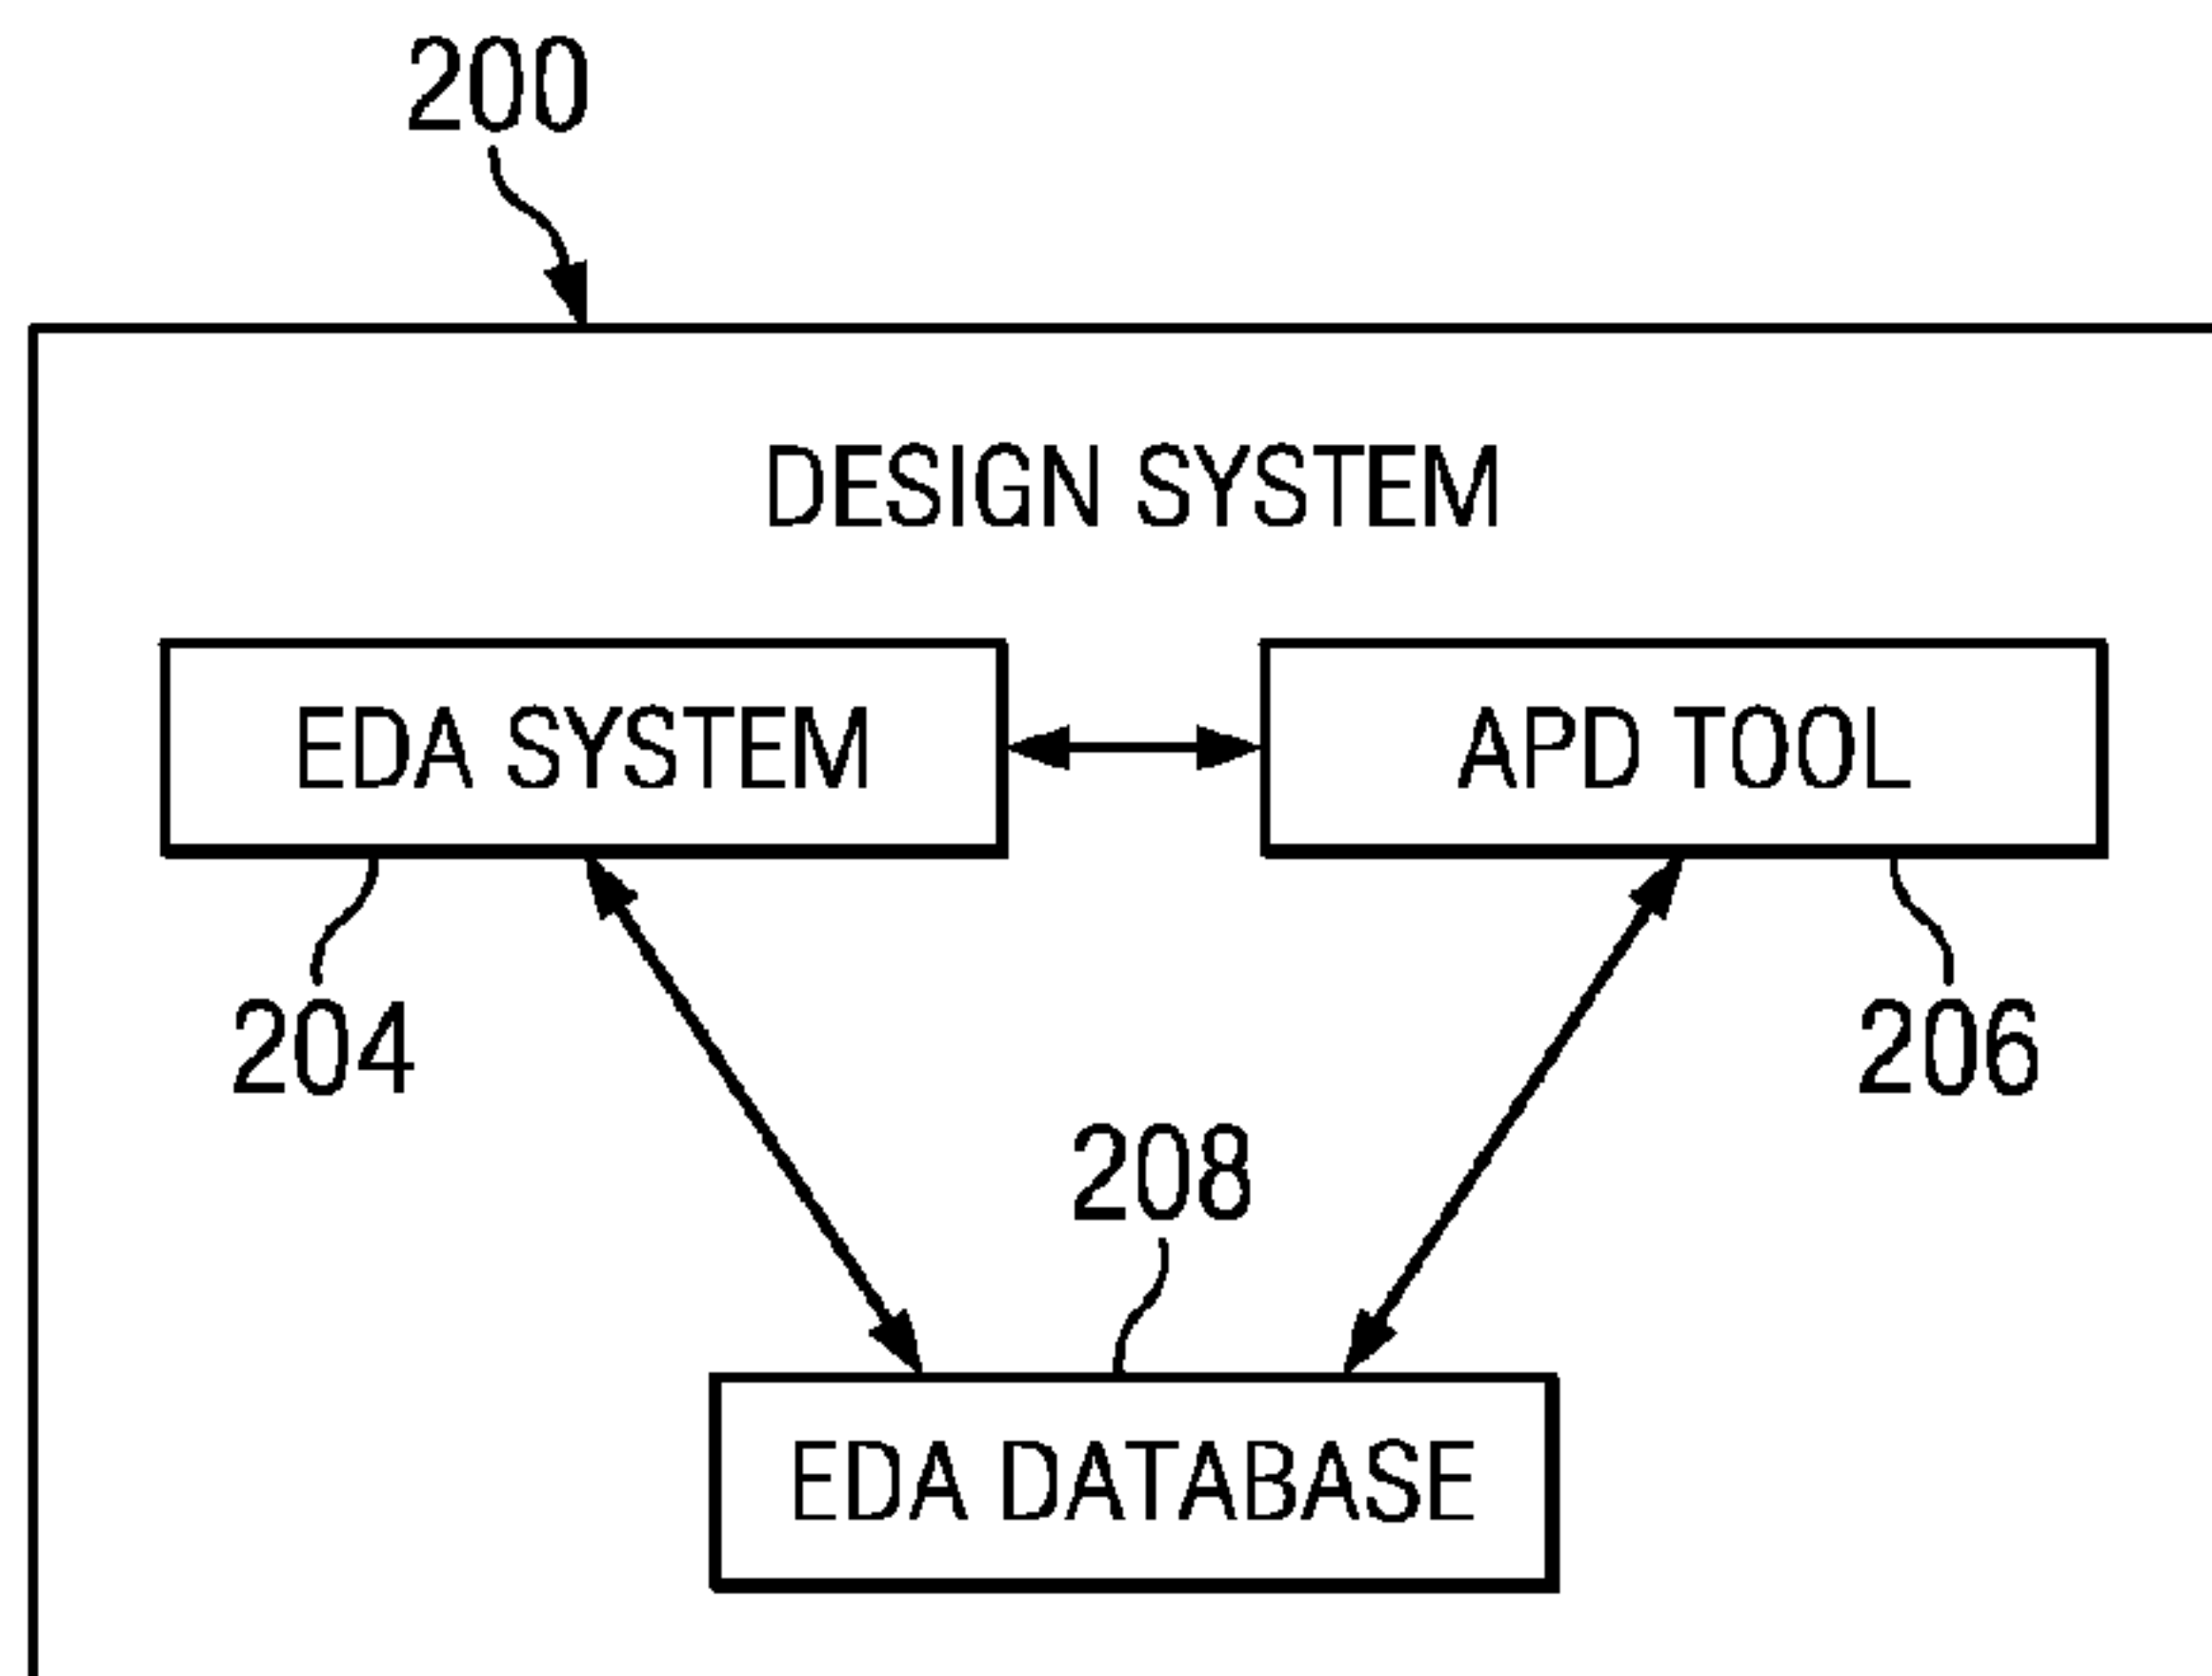 200
DESIGN SYSTEM
EDA SYSTEM
APD TOOL
204
206
208
EDA DATABASE